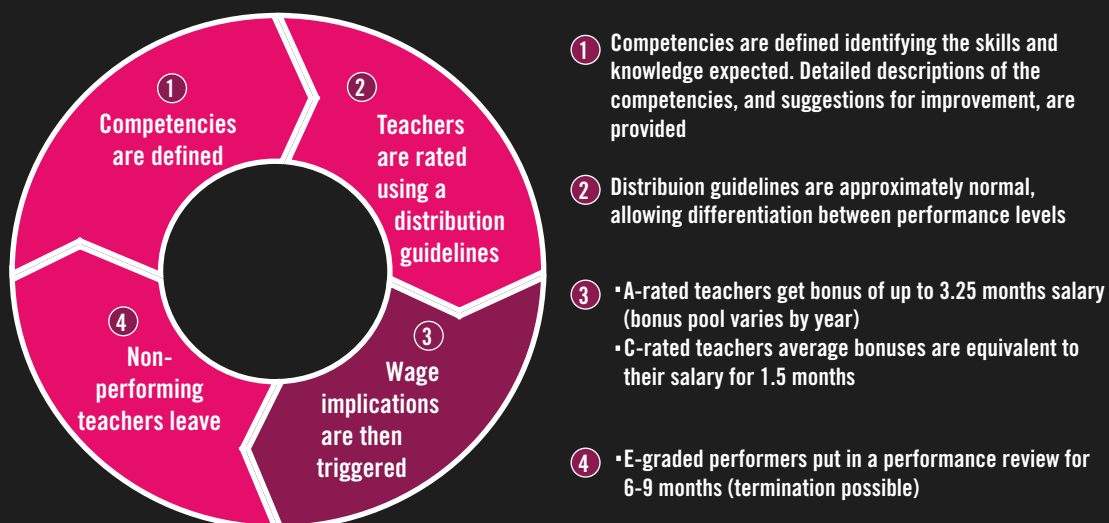 1
Competencies
are defined
2
Teachers
are rated
using a
distribution
guidelines
3
Wage
implications
are then
triggered
4
Non-
performing
teachers leave
1 Competencies are defined identifying the skills and
knowledge expected. Detailed descriptions of the
competencies, and suggestions for improvement, are
provided
2 Distribuion guidelines are approximately normal,
allowing differentiation between performance levels
3 ▪A-rated teachers get bonus of up to 3.25 months salary
(bonus pool varies by year)
▪C-rated teachers average bonuses are equivalent to
their salary for 1.5 months
4 ▪E-graded performers put in a performance review for
6-9 months (termination possible)